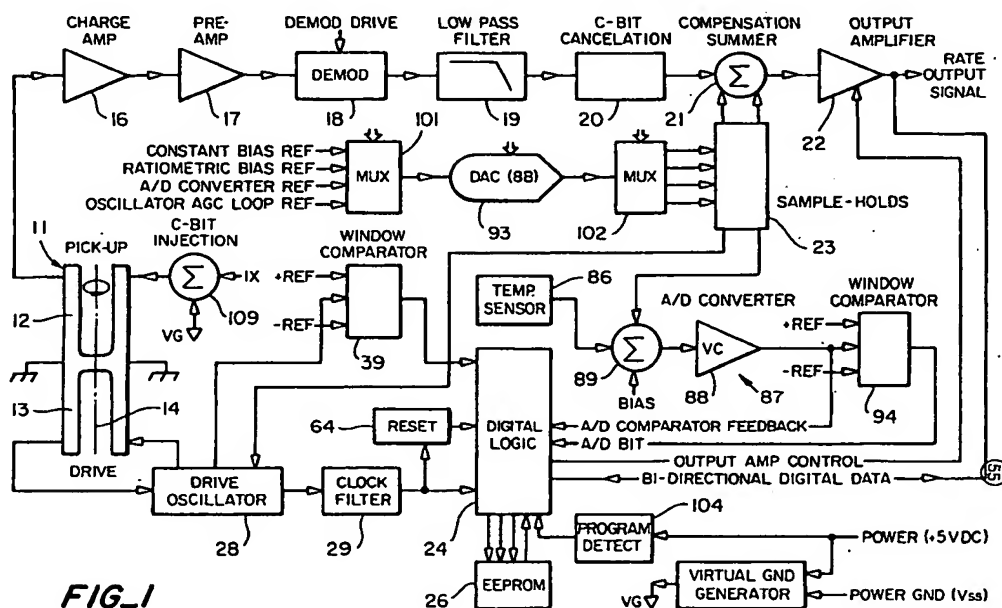 CHARGE AMP
PRE-AMP
DEMOD DRIVE
LOW PASS FILTER
C-BIT CANCELATION
COMPENSATION SUMMER
OUTPUT AMPLIFIER
DEMOD
Σ
RATE OUTPUT SIGNAL
16
17
18
101
19
20
21
22
CONSTANT BIAS REF
RATIOMETRIC BIAS REF
A/D CONVERTER REF
OSCILLATOR AGC LOOP REF
MUX
DAC (8B)
MUX
93
102
SAMPLE-HOLDS
23
11
PICK-UP
C-BIT INJECTION
Σ
IX
109
VG
12
13
14
DRIVE
WINDOW COMPARATOR
+REF
-REF
39
86
TEMP. SENSOR
A/D CONVERTER
Σ
89
BIAS
VC
88
87
WINDOW COMPARATOR
+REF
-REF
94
64
RESET
DIGITAL LOGIC
A/D COMPARATOR FEEDBACK
A/D BIT
OUTPUT AMP CONTROL
BI-DIRECTIONAL DIGITAL DATA
55
DRIVE OSCILLATOR
28
CLOCK FILTER
29
24
104
PROGRAM DETECT
POWER (+5VDC)
EEPROM
26
VG
VIRTUAL GND GENERATOR
POWER GND (Vss)
FIG_1